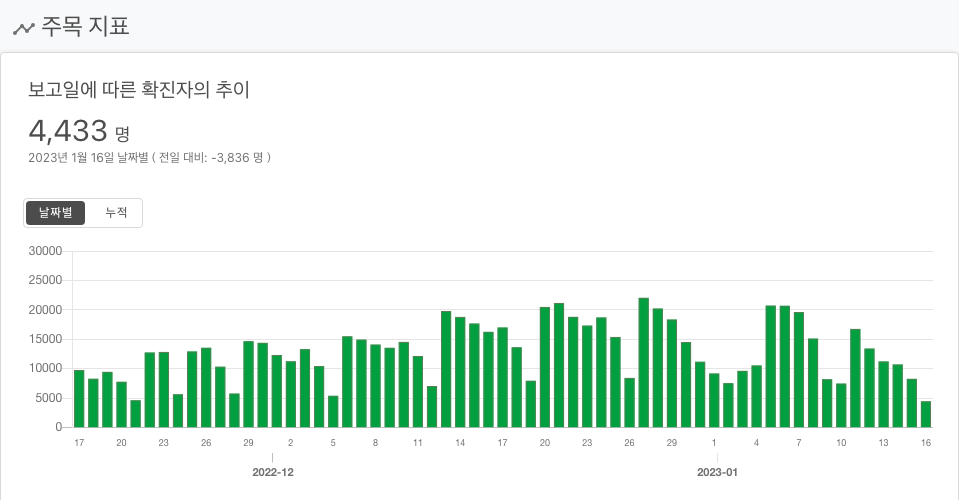 주목 지표
보고일에 따른 확진자의 추이
4,433 명
2023년 1월 16일 날짜별 ( 전일 대비: -3,836 명 )
날짜별 누적
30000
25000
20000
15000
10000
5000
0
17 20 23 26 29 2 5 8 11 14 17 20 23 26 29 1 4 7 10 13 16
2022-12 2023-01